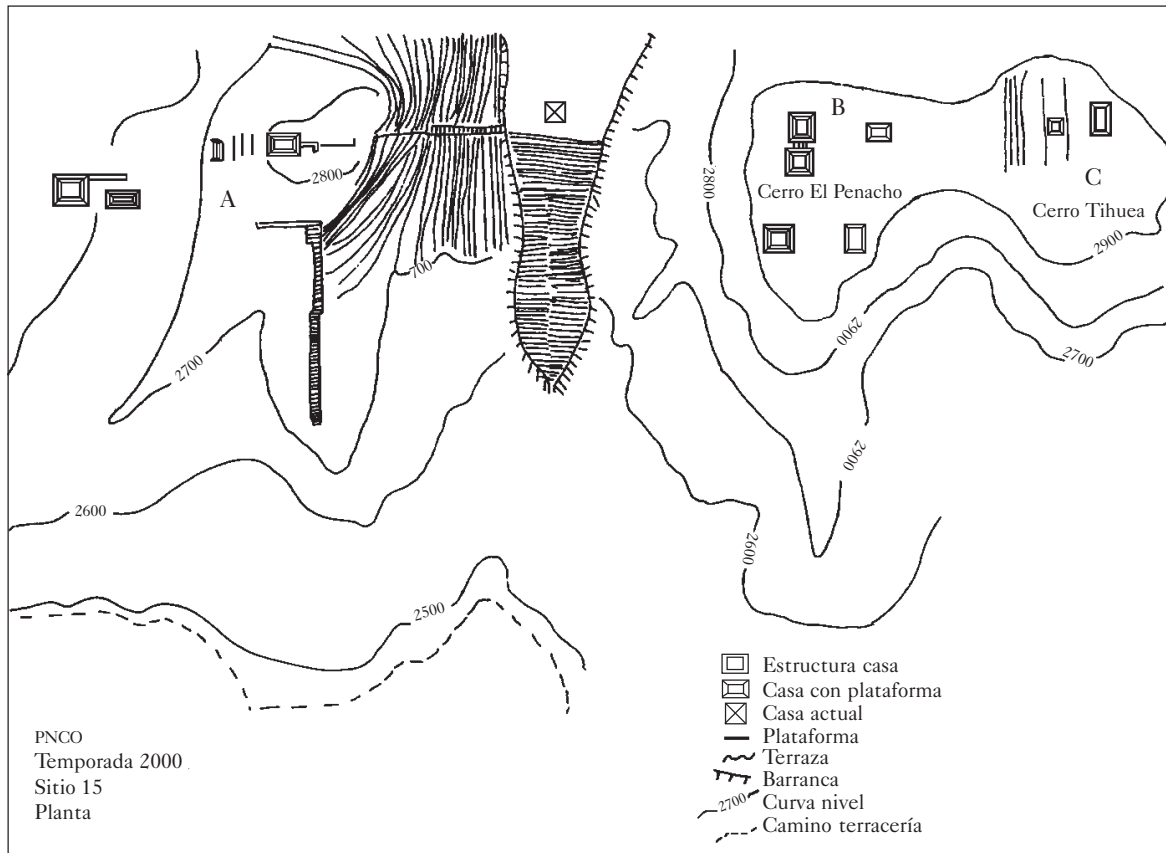 B
A
2800
2800
C
Cerro El Penacho
Cerro Tihuea
2900
700
2700
2900
2700
2900
2600
2600
2500
Estructura casa
Casa con plataforma
Casa actual
Plataforma
Terraza
Barranca
2700
Curva nivel
Camino terracería
PNCO
Temporada 2000
Sitio 15
Planta